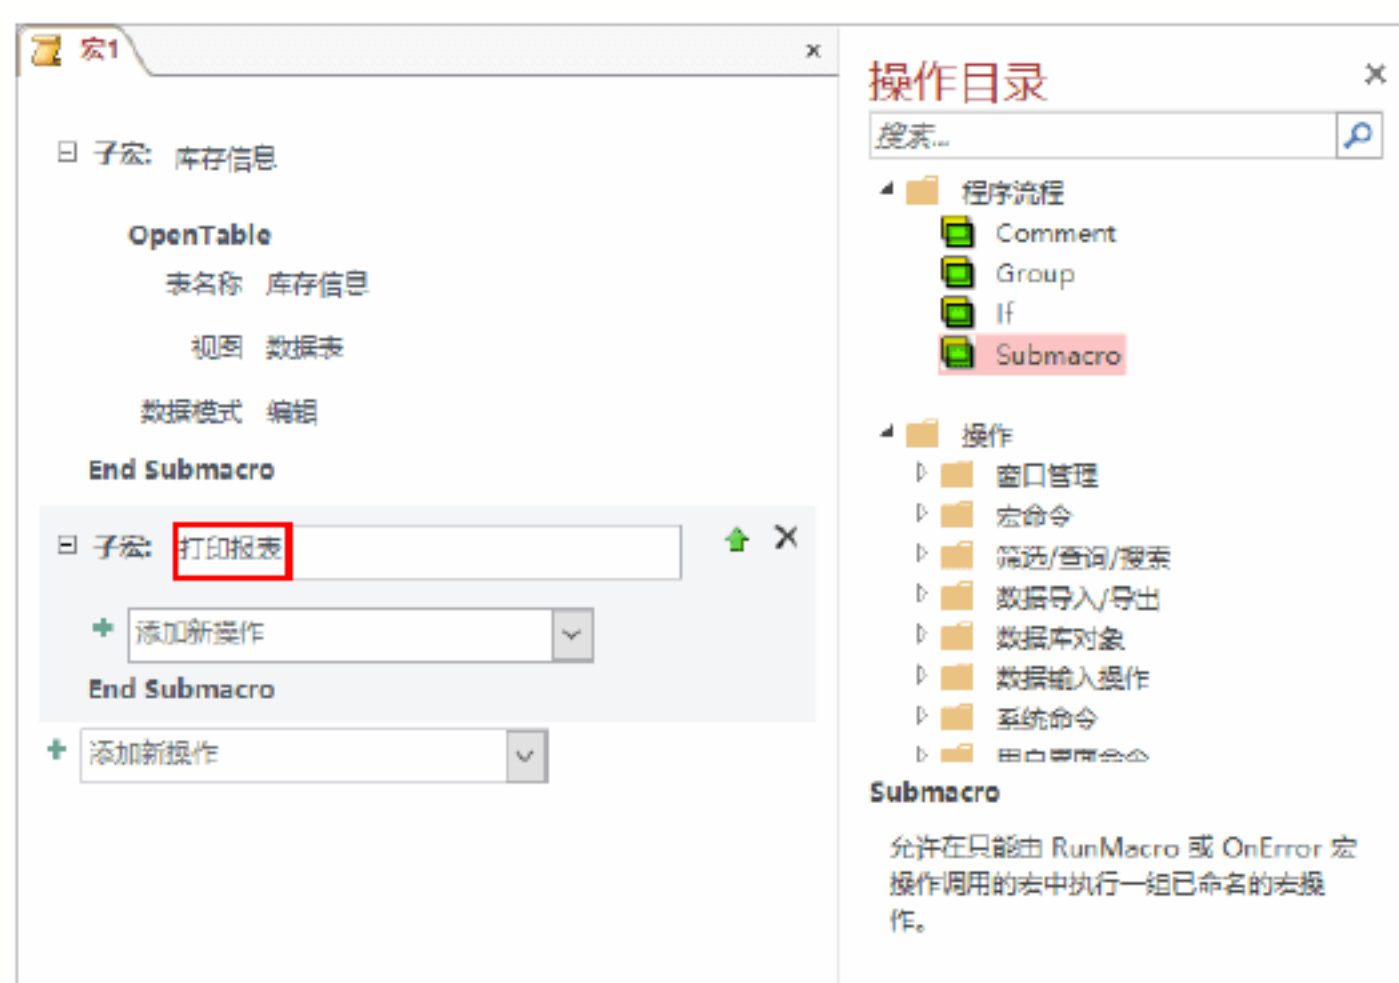 宏1
子宏: 库存信息
OpenTable
表名称 库存信息
视图 数据表
数据模式 编辑
End Submacro
子宏: 打印报表
添加新操作
End Submacro
添加新操作
操作目录
搜索...
程序流程
Comment
Group
If
Submacro
操作
窗口管理
宏命令
筛选/查询/搜索
数据导入/导出
数据库对象
数据输入操作
系统命令
用户界面命令
Submacro
允许在只能由 RunMacro 或 OnError 宏
操作调用的宏中执行一组已命名的宏操
作。